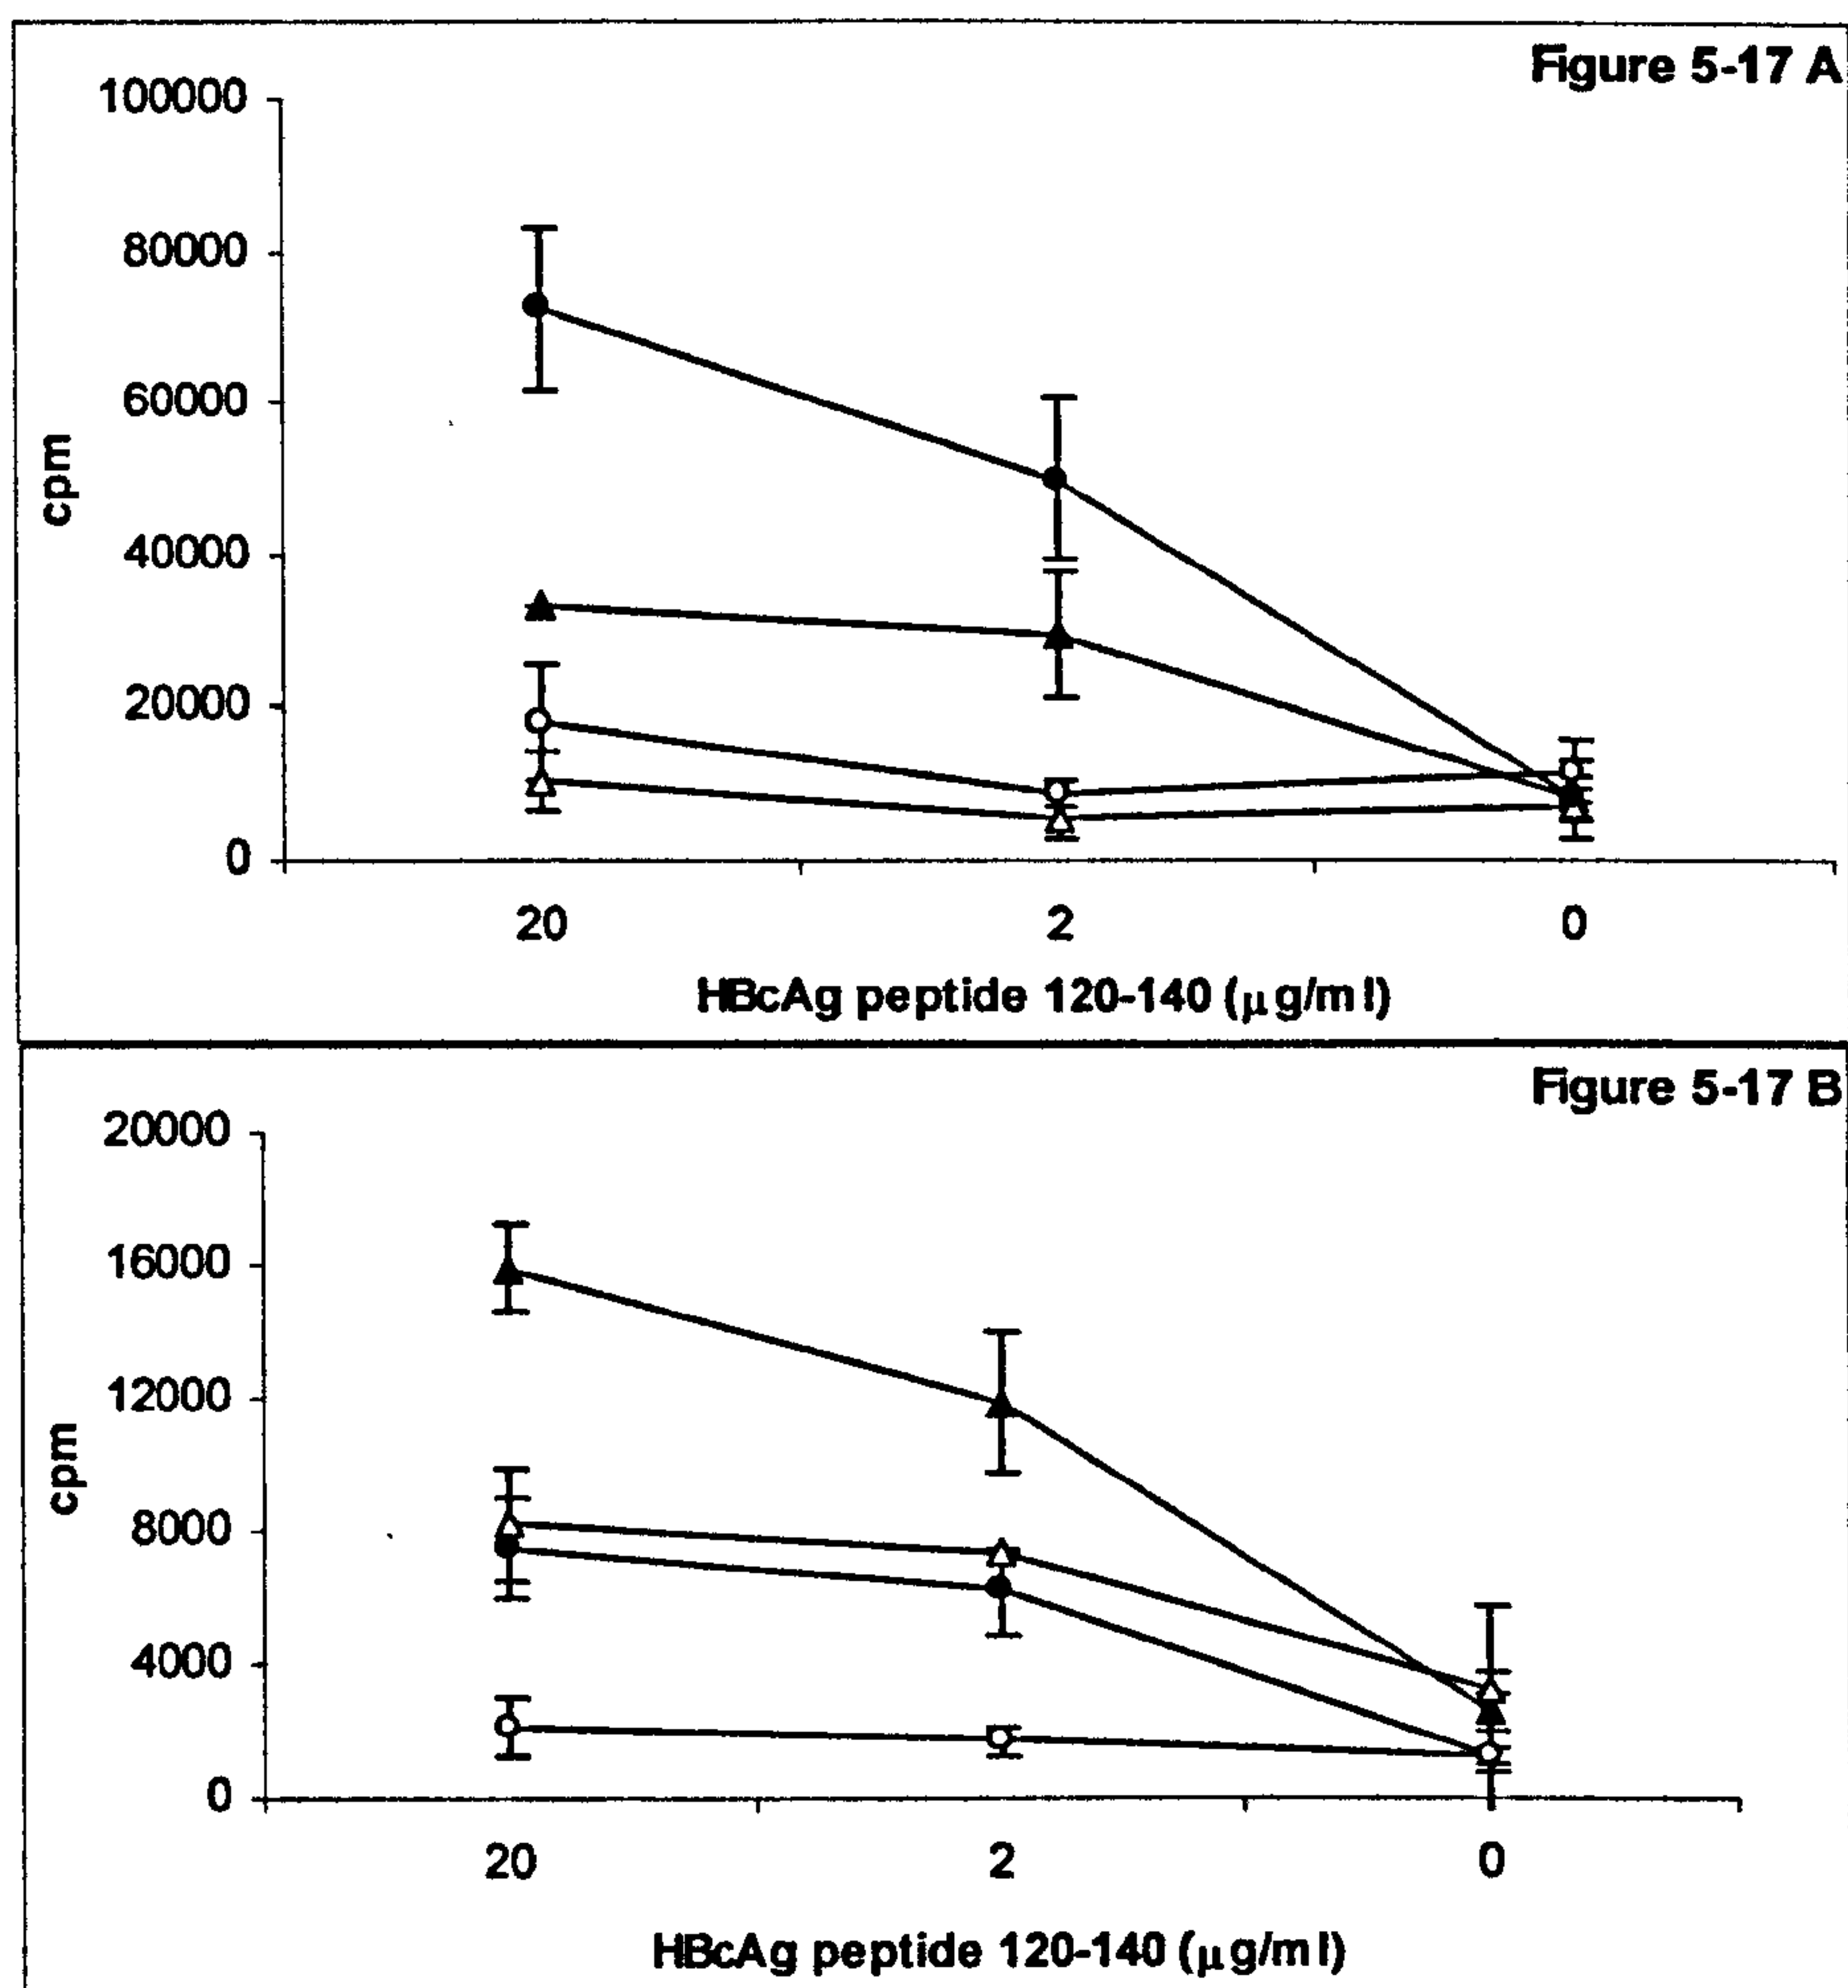 Figure 5-17 A
100000
80000
60000
40000
20000
0
cpm
20 2 0
HBcAg peptide 120-140 (µg/ml)
Figure 5-17 B
20000
16000
12000
8000
4000
0
cpm
20 2 0
HBcAg peptide 120-140 (µg/ml)